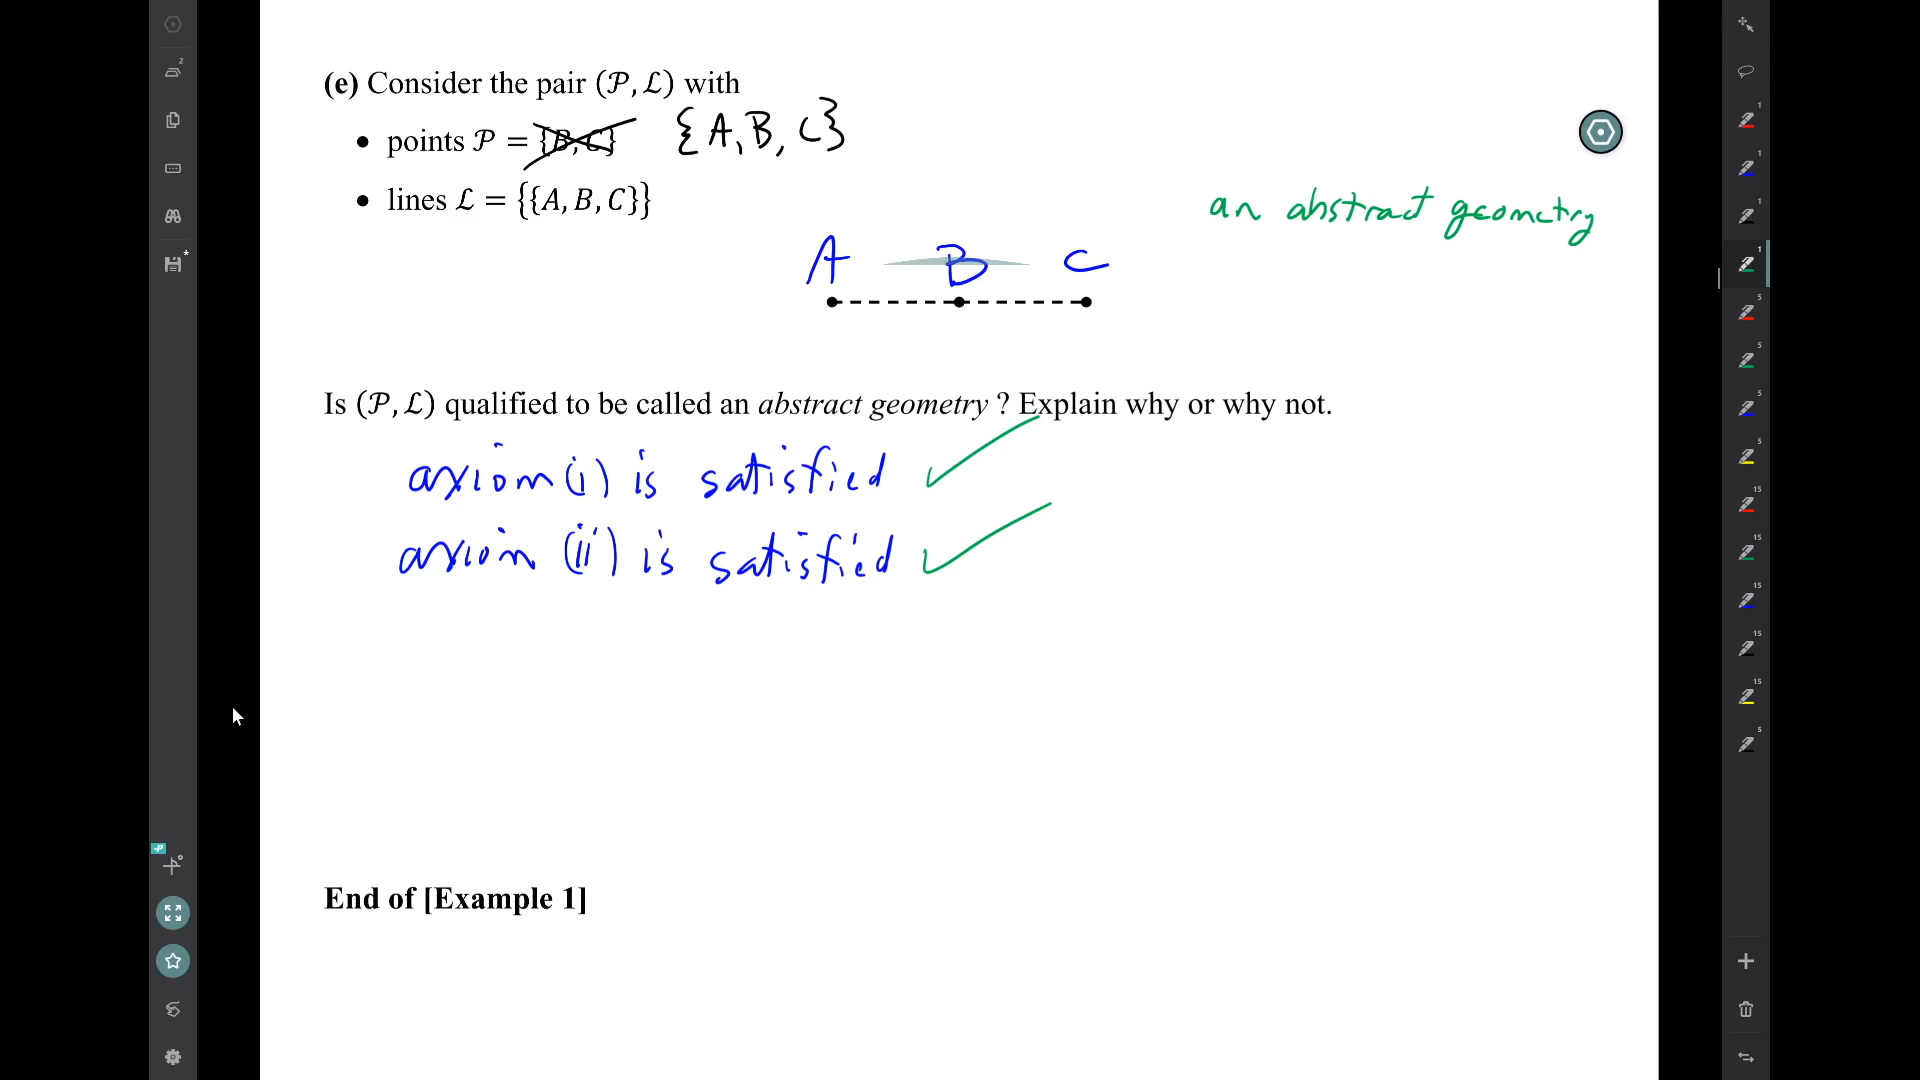 (e) Consider the pair (𝒫, ℒ) with
• points 𝒫 = {B, C} {A, B, C}
• lines ℒ = {{A, B, C}}
an abstract geometry
A B C
Is (𝒫, ℒ) qualified to be called an abstract geometry ? Explain why or why not.
axiom (i) is satisfied ✓
axiom (ii) is satisfied ✓
End of [Example 1]